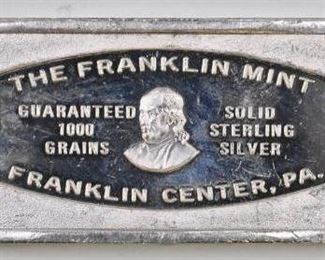 THE FRANKLIN MINT
GUARANTEED
1000
GRAINS
SOLID
STERLING
SILVER
FRANKLIN CENTER, PA.